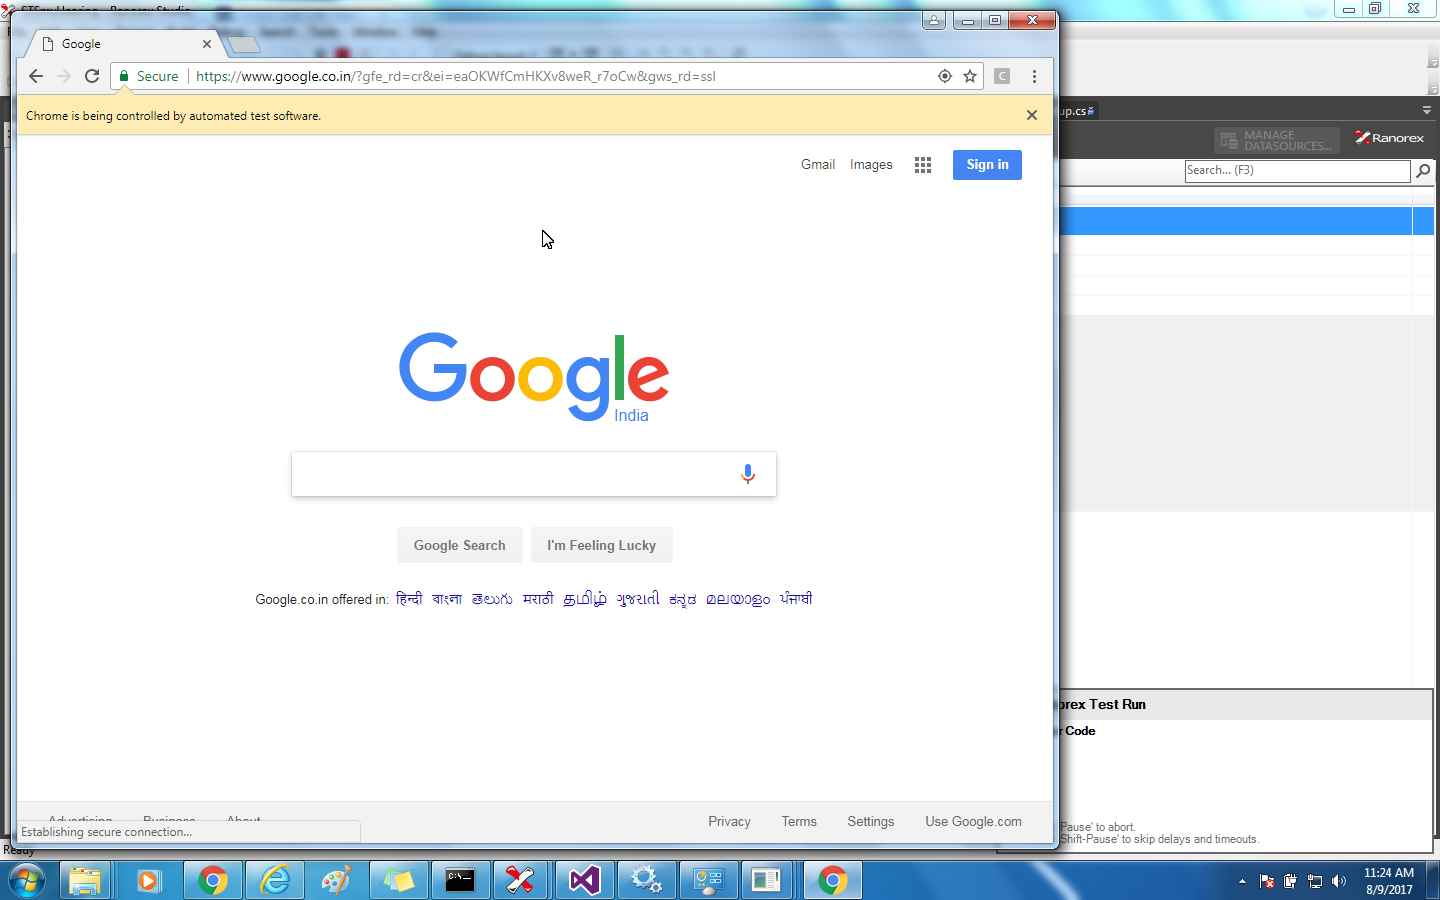 Google
Secure
https://www.google.co.in/?gfe_rd=cr&ei=eaOKWfCmHKXv8weR_r7oCw&gws_rd=ssl
C
Chrome is being controlled by automated test software.
up.cs
MANAGE
DATASOURCES...
Ranorex
Search... (F3)
Gmail Images Sign in
Google
India
Google Search I'm Feeling Lucky
Google.co.in offered in: हिन्दी বাংলা తెలుగు मराठी தமிழ் ગુજરાતી ಕನ್ನಡ മലയാളം ਪੰਜਾਬੀ
orex Test Run
r Code
Privacy Terms Settings Use Google.com
Establishing secure connection...
Pause' to abort.
Shift-Pause' to skip delays and timeouts.
Ready
C:\
11:24 AM
8/9/2017